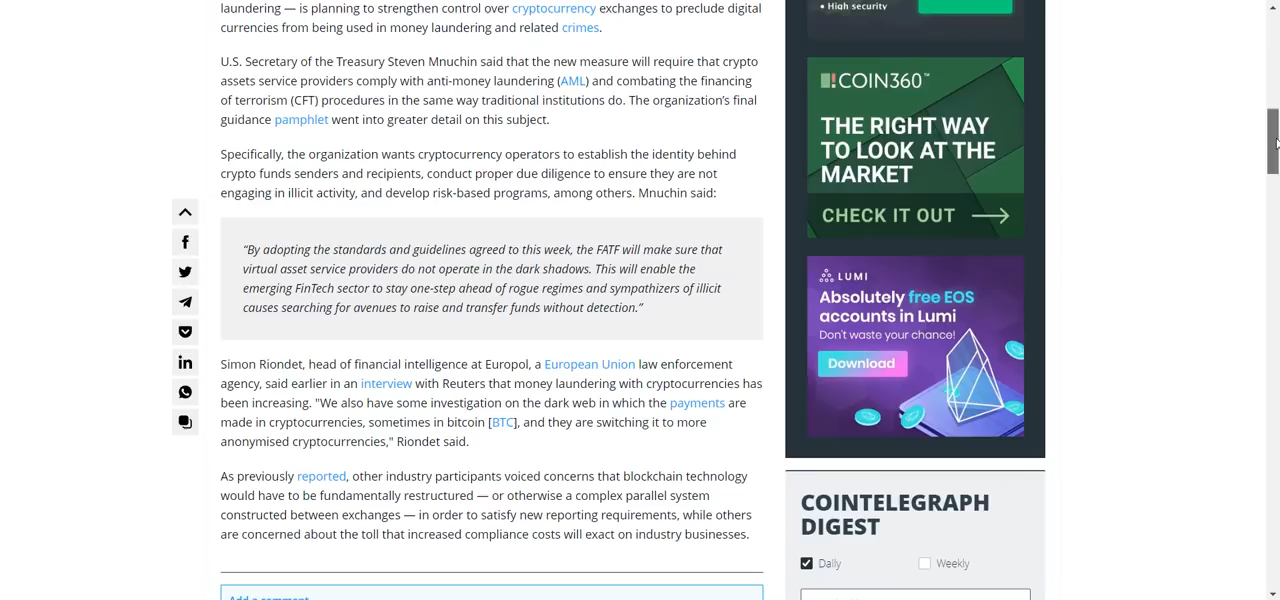 laundering — is planning to strengthen control over cryptocurrency exchanges to preclude digital
currencies from being used in money laundering and related crimes.
U.S. Secretary of the Treasury Steven Mnuchin said that the new measure will require that crypto
assets service providers comply with anti-money laundering (AML) and combating the financing
of terrorism (CFT) procedures in the same way traditional institutions do. The organization's final
guidance pamphlet went into greater detail on this subject.
Specifically, the organization wants cryptocurrency operators to establish the identity behind
crypto funds senders and recipients, conduct proper due diligence to ensure they are not
engaging in illicit activity, and develop risk-based programs, among others. Mnuchin said:
“By adopting the standards and guidelines agreed to this week, the FATF will make sure that
virtual asset service providers do not operate in the dark shadows. This will enable the
emerging FinTech sector to stay one-step ahead of rogue regimes and sympathizers of illicit
causes searching for avenues to raise and transfer funds without detection.”
Simon Riondet, head of financial intelligence at Europol, a European Union law enforcement
agency, said earlier in an interview with Reuters that money laundering with cryptocurrencies has
been increasing. "We also have some investigation on the dark web in which the payments are
made in cryptocurrencies, sometimes in bitcoin [BTC], and they are switching it to more
anonymised cryptocurrencies," Riondet said.
As previously reported, other industry participants voiced concerns that blockchain technology
would have to be fundamentally restructured — or otherwise a complex parallel system
constructed between exchanges — in order to satisfy new reporting requirements, while others
are concerned about the toll that increased compliance costs will exact on industry businesses.
Add a comment
• High security
COIN360™
THE RIGHT WAY
TO LOOK AT THE
MARKET
CHECK IT OUT
LUMI
Absolutely free EOS
accounts in Lumi
Don't waste your chance!
Download
COINTELEGRAPH
DIGEST
Daily
Weekly